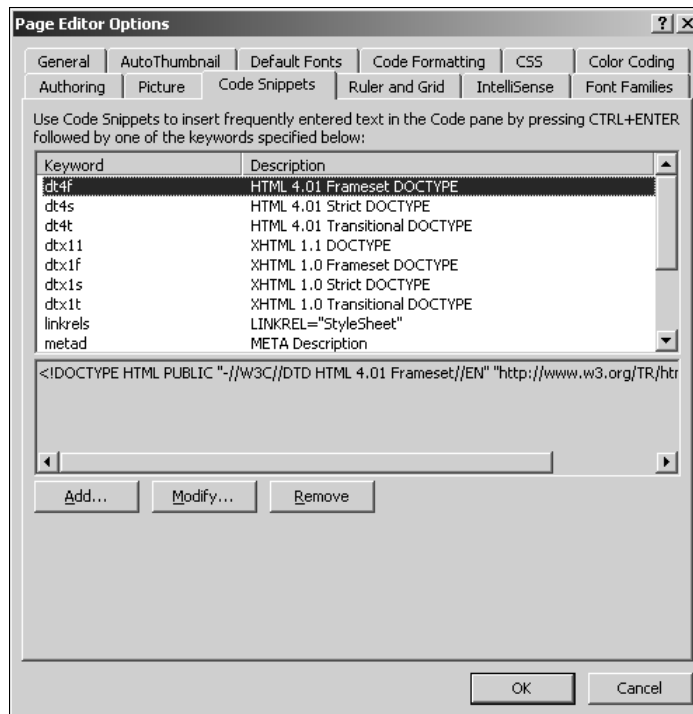 Page Editor Options
General AutoThumbnail Default Fonts Code Formatting CSS Color Coding
Authoring Picture Code Snippets Ruler and Grid IntelliSense Font Families
Use Code Snippets to insert frequently entered text in the Code pane by pressing CTRL+ENTER
followed by one of the keywords specified below:
Keyword Description
dt4f HTML 4.01 Frameset DOCTYPE
dt4s HTML 4.01 Strict DOCTYPE
dt4t HTML 4.01 Transitional DOCTYPE
dtx11 XHTML 1.1 DOCTYPE
dtx1f XHTML 1.0 Frameset DOCTYPE
dtx1s XHTML 1.0 Strict DOCTYPE
dtx1t XHTML 1.0 Transitional DOCTYPE
linkrels LINKREL="StyleSheet"
metad META Description
<!DOCTYPE HTML PUBLIC "-//W3C//DTD HTML 4.01 Frameset//EN" "http://www.w3.org/TR/htr
Add... Modify... Remove
OK Cancel